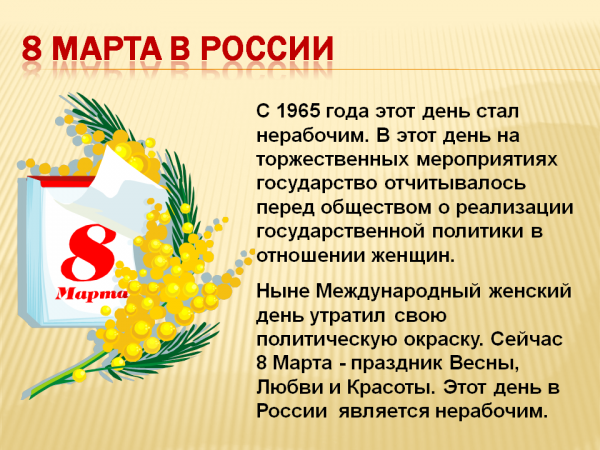 8 МАРТА В РОССИИ
С 1965 года этот день стал
нерабочим. В этот день на
торжественных мероприятиях
государство отчитывалось
перед обществом о реализации
государственной политики в
отношении женщин.
Ныне Международный женский
день утратил свою
политическую окраску. Сейчас
8 Марта - праздник Весны,
Любви и Красоты. Этот день в
России является нерабочим.
8
Марта